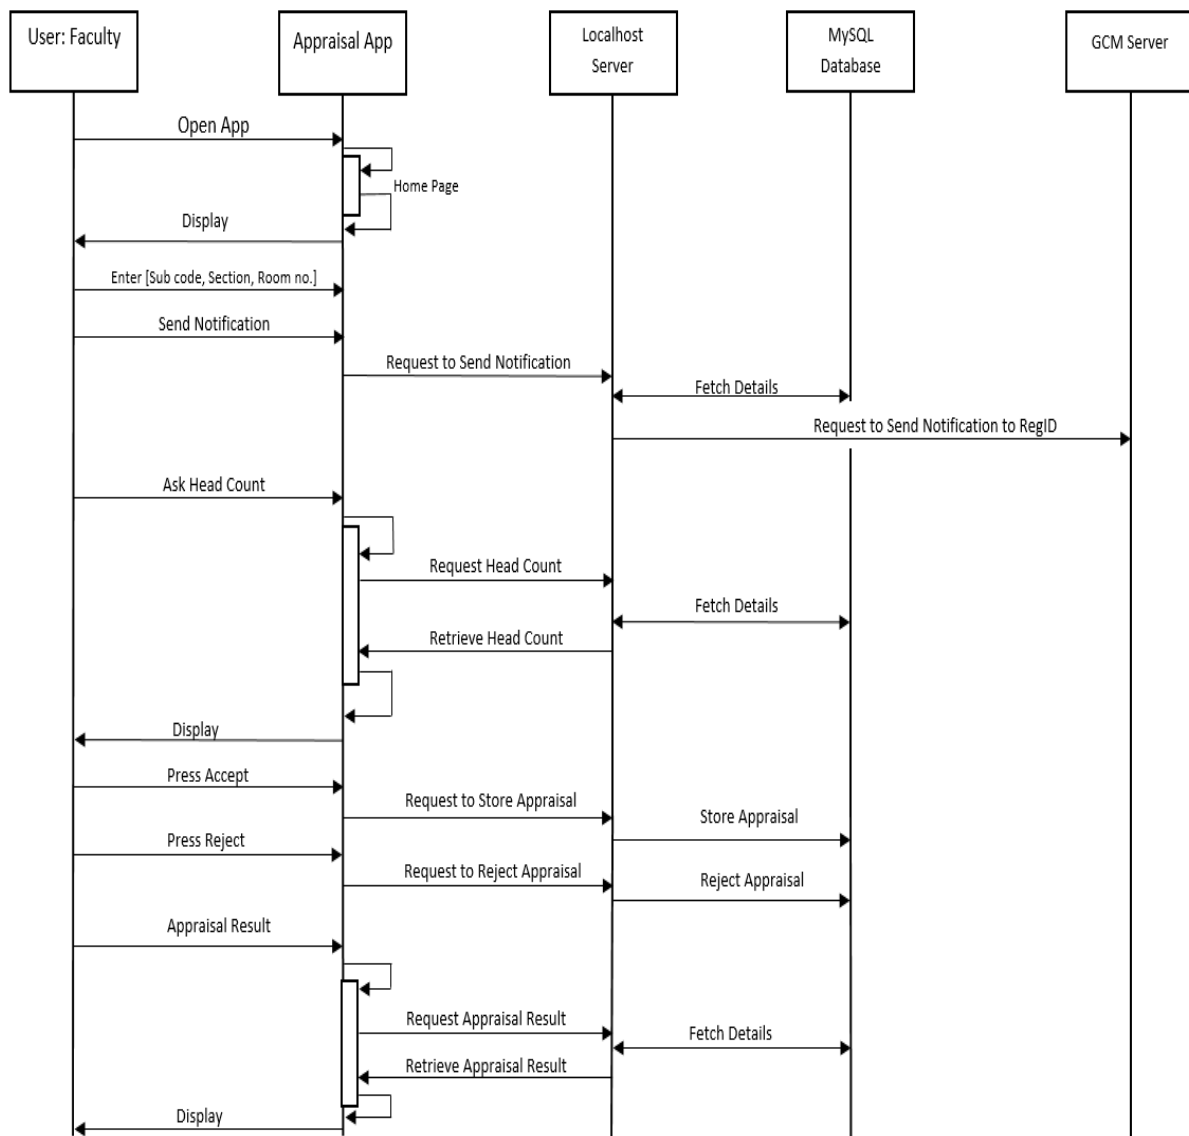 User: Faculty
Appraisal App
Localhost
Server
MySQL
Database
GCM Server
Open App
Home Page
Display
Enter [Sub code, Section, Room no.]
Send Notification
Request to Send Notification
Fetch Details
Request to Send Notification to RegID
Ask Head Count
Request Head Count
Fetch Details
Retrieve Head Count
Display
Press Accept
Request to Store Appraisal
Store Appraisal
Press Reject
Request to Reject Appraisal
Reject Appraisal
Appraisal Result
Request Appraisal Result
Fetch Details
Retrieve Appraisal Result
Display